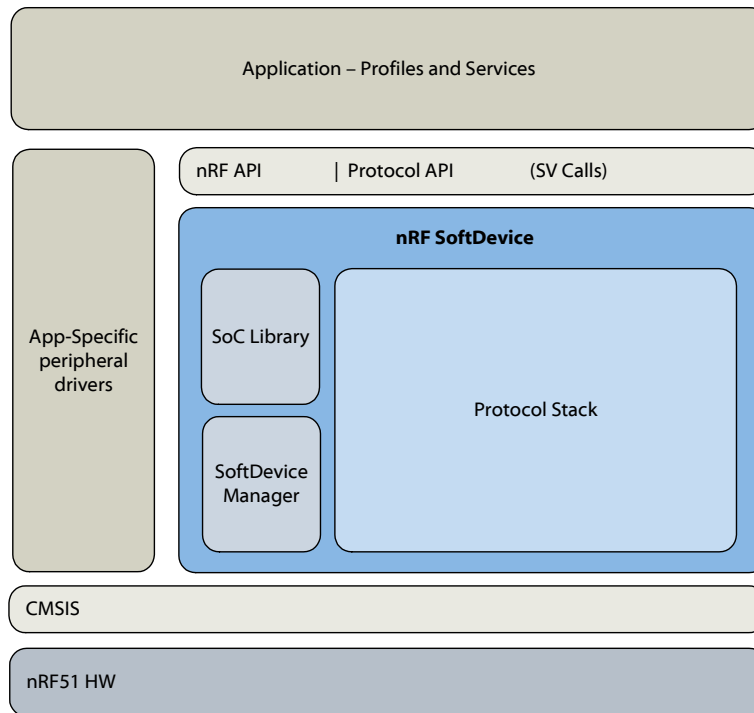 Application – Profiles and Services
nRF API | Protocol API (SV Calls)
nRF SoftDevice
App-Specific
peripheral
drivers
SoC Library
Protocol Stack
SoftDevice
Manager
CMSIS
nRF51 HW